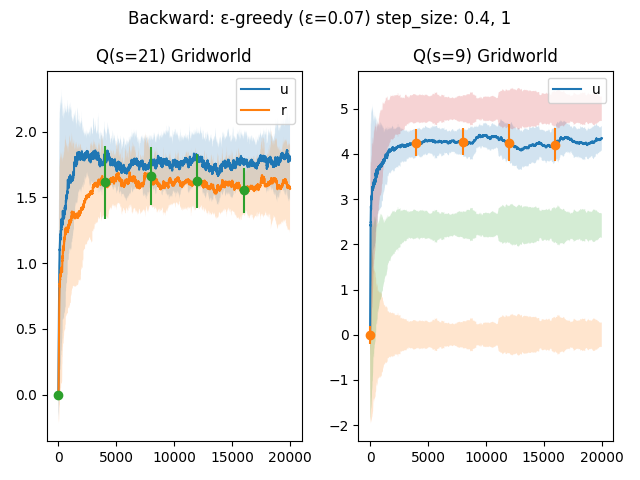 Backward: ε-greedy (ε=0.07) step_size: 0.4, 1
Q(s=21) Gridworld
u
r
2.0
1.5
1.0
0.5
0.0
0 5000 10000 15000 20000
Q(s=9) Gridworld
u
5
4
3
2
1
0
−1
−2
0 5000 10000 15000 20000